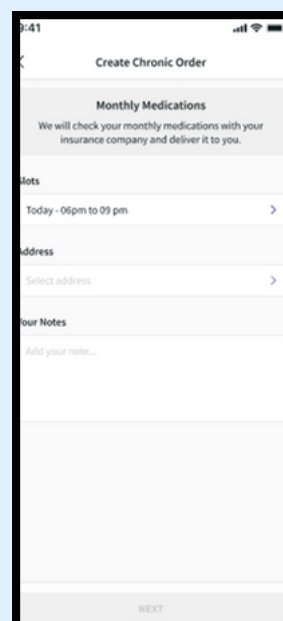 9:41
Create Chronic Order
Monthly Medications
We will check your monthly medications with your
insurance company and deliver it to you.
Slots
Today - 06pm to 09 pm
Address
Select address
Your Notes
Add your note...
NEXT